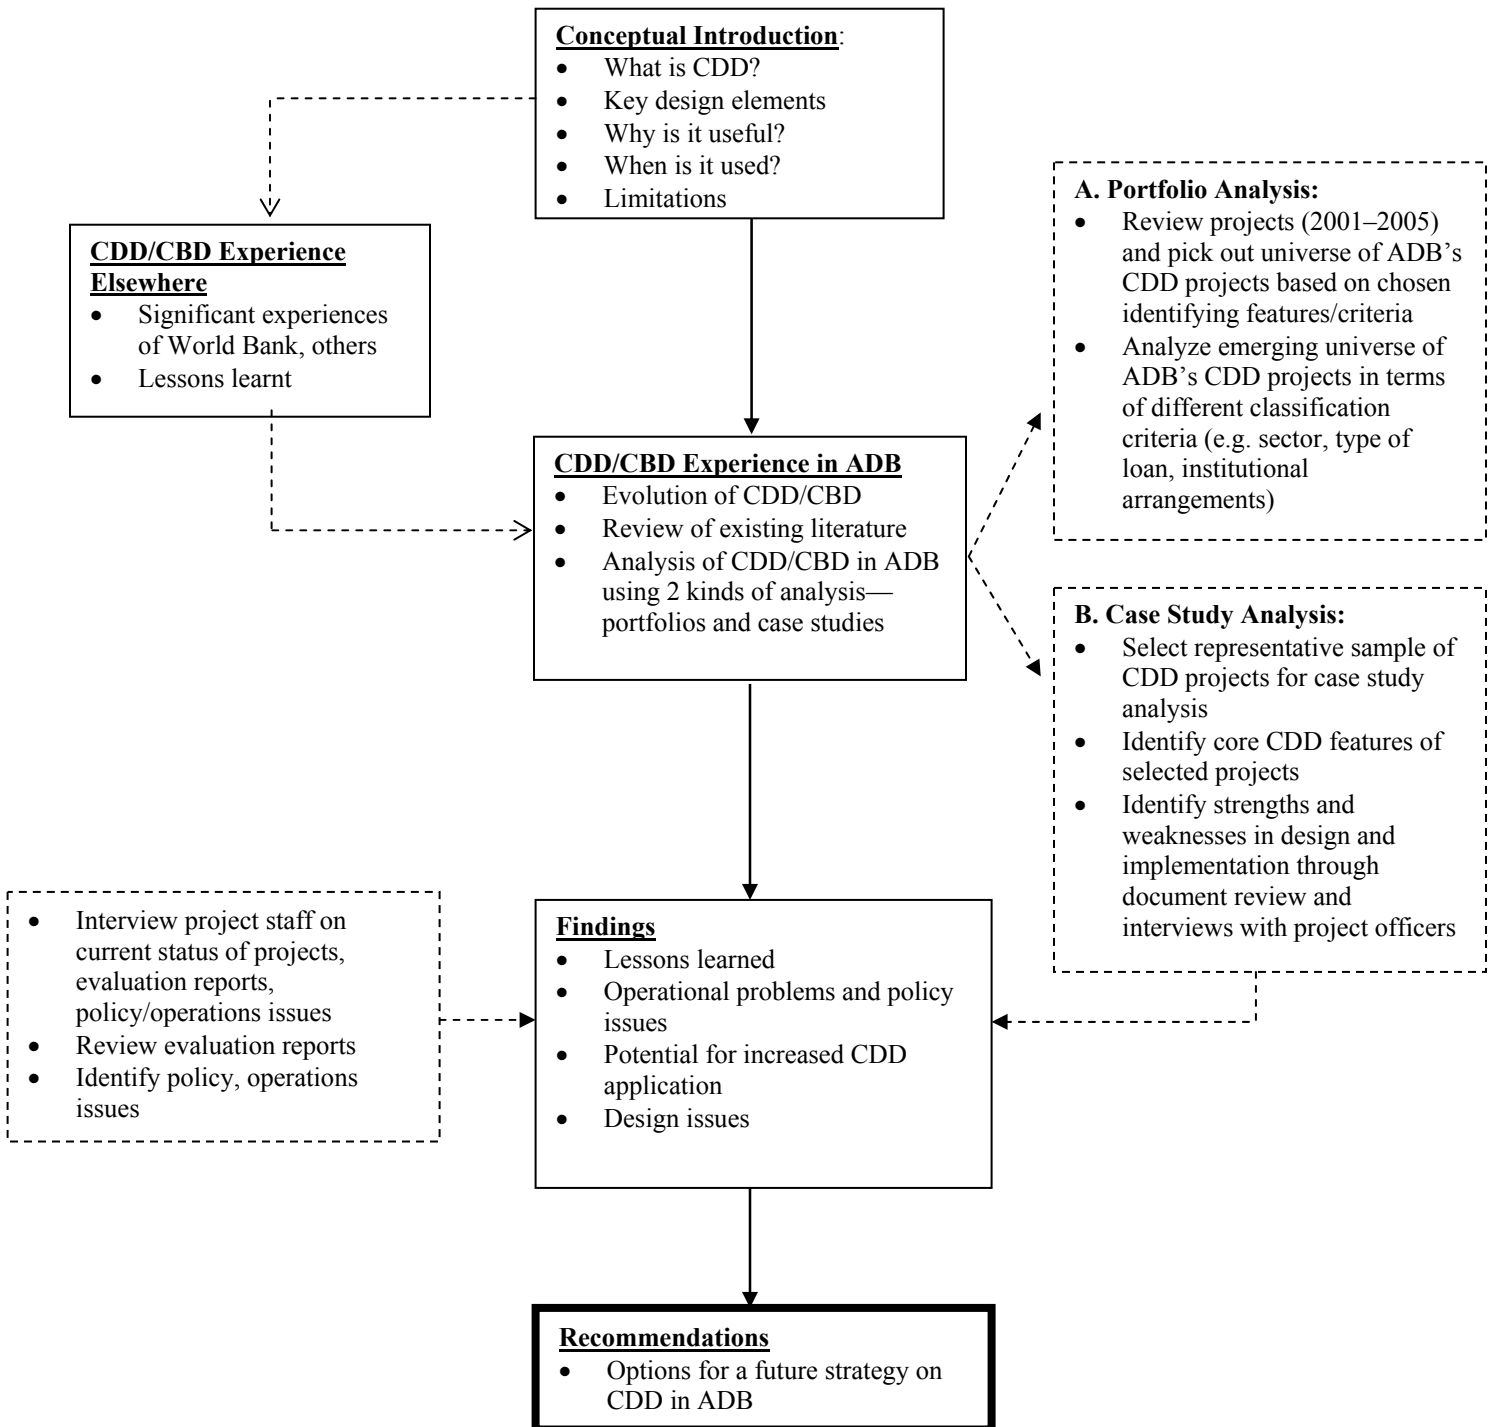 Conceptual Introduction:
• What is CDD?
• Key design elements
• Why is it useful?
• When is it used?
• Limitations
CDD/CBD Experience
Elsewhere
• Significant experiences
of World Bank, others
• Lessons learnt
A. Portfolio Analysis:
• Review projects (2001–2005)
and pick out universe of ADB’s
CDD projects based on chosen
identifying features/criteria
• Analyze emerging universe of
ADB’s CDD projects in terms
of different classification
criteria (e.g. sector, type of
loan, institutional
arrangements)
CDD/CBD Experience in ADB
• Evolution of CDD/CBD
• Review of existing literature
• Analysis of CDD/CBD in ADB
using 2 kinds of analysis—
portfolios and case studies
B. Case Study Analysis:
• Select representative sample of
CDD projects for case study
analysis
• Identify core CDD features of
selected projects
• Identify strengths and
weaknesses in design and
implementation through
document review and
interviews with project officers
• Interview project staff on
current status of projects,
evaluation reports,
policy/operations issues
• Review evaluation reports
• Identify policy, operations
issues
Findings
• Lessons learned
• Operational problems and policy
issues
• Potential for increased CDD
application
• Design issues
Recommendations
• Options for a future strategy on
CDD in ADB